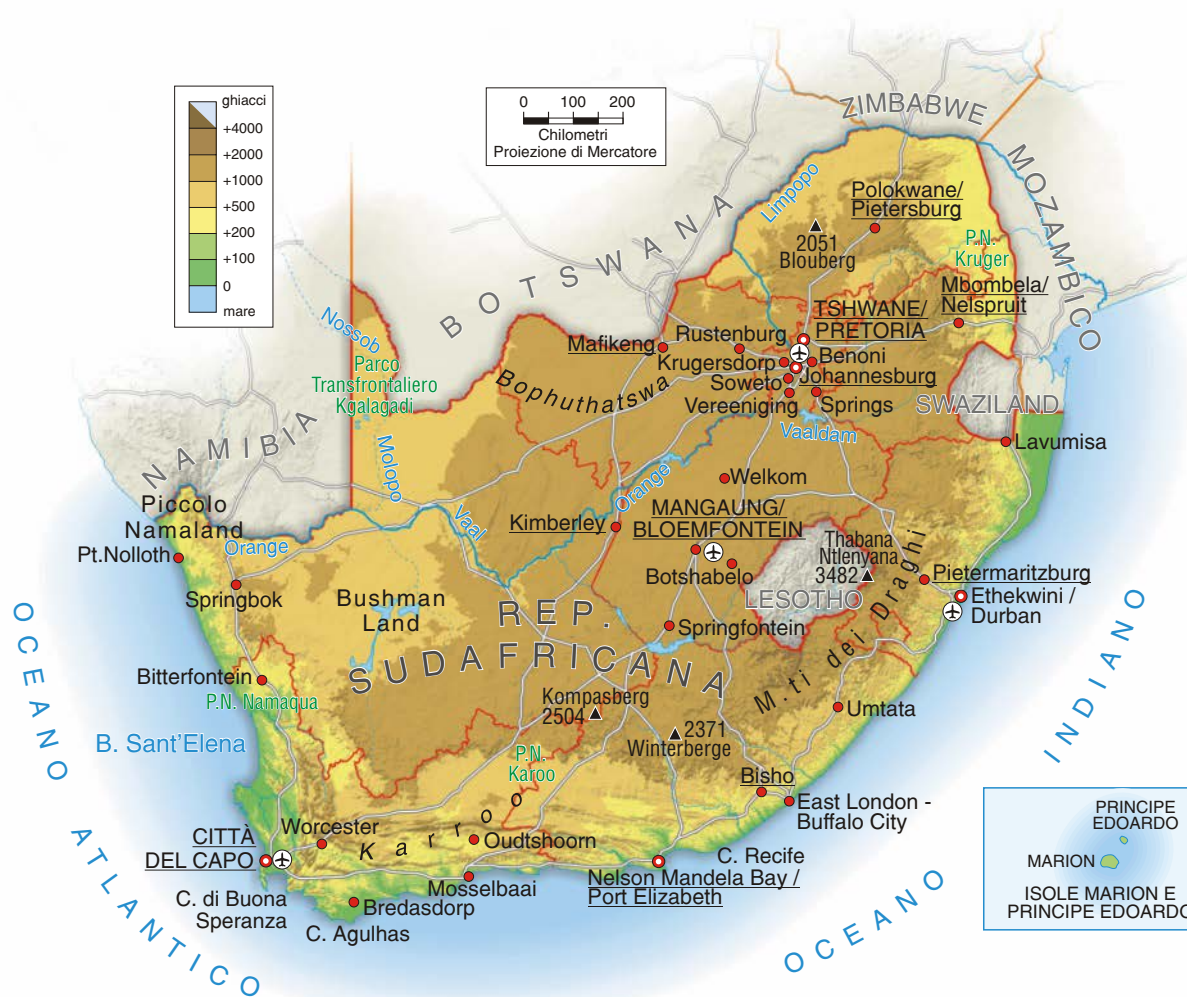 ghiacci
+4000
+2000
+1000
+500
+200
+100
0
mare
0 100 200
Chilometri
Proiezione di Mercatore
ZIMBABWE
MOZAMBICO
BOTSWANA
NAMIBIA
SWAZILAND
LESOTHO
Limpopo
Polokwane/
Pietersburg
2051
Blouberg
P.N.
Kruger
Mbombela/
Nelspruit
TSHWANE/
PRETORIA
Rustenburg
Mafikeng
Krugersdorp
Benoni
Johannesburg
Soweto
Vereeniging
Springs
Vaaldam
Lavumisa
Bophuthatswa
Nossob
Parco
Transfrontaliero
Kgalagadi
Molopo
Vaal
Orange
Welkom
Kimberley
MANGAUNG/
BLOEMFONTEIN
Botshabelo
Thabana
Ntlenyana
3482
M.ti dei Draghi
Pietermaritzburg
Ethekwini /
Durban
Piccolo
Namaland
Pt.Nolloth
Orange
Springbok
Bushman
Land
REP.
SUDAFRICANA
Springfontein
Bitterfontein
P.N. Namaqua
Kompasberg
2504
2371
Winterberge
Umtata
B. Sant'Elena
P.N.
Karoo
Bisho
East London -
Buffalo City
Karroo
Worcester
Oudtshoorn
CITTÀ
DEL CAPO
C. Recife
Nelson Mandela Bay /
Port Elizabeth
Mosselbaai
C. di Buona
Speranza
Bredasdorp
C. Agulhas
OCEANO
ATLANTICO
OCEANO
INDIANO
PRINCIPE
EDOARDO
MARION
ISOLE MARION E
PRINCIPE EDOARDO